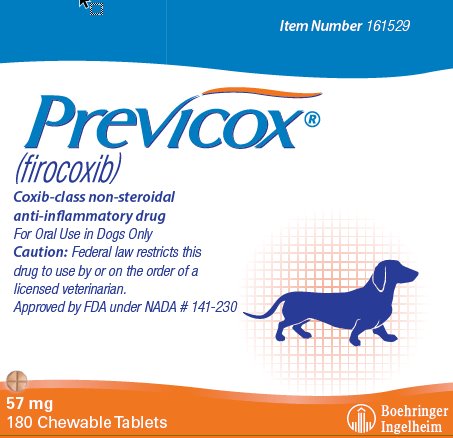 Item Number 161529
Previcox®
(firocoxib)
Coxib-class non-steroidal
anti-inflammatory drug
For Oral Use in Dogs Only
Caution: Federal law restricts this
drug to use by or on the order of a
licensed veterinarian.
Approved by FDA under NADA # 141-230
57 mg
180 Chewable Tablets
Boehringer
Ingelheim